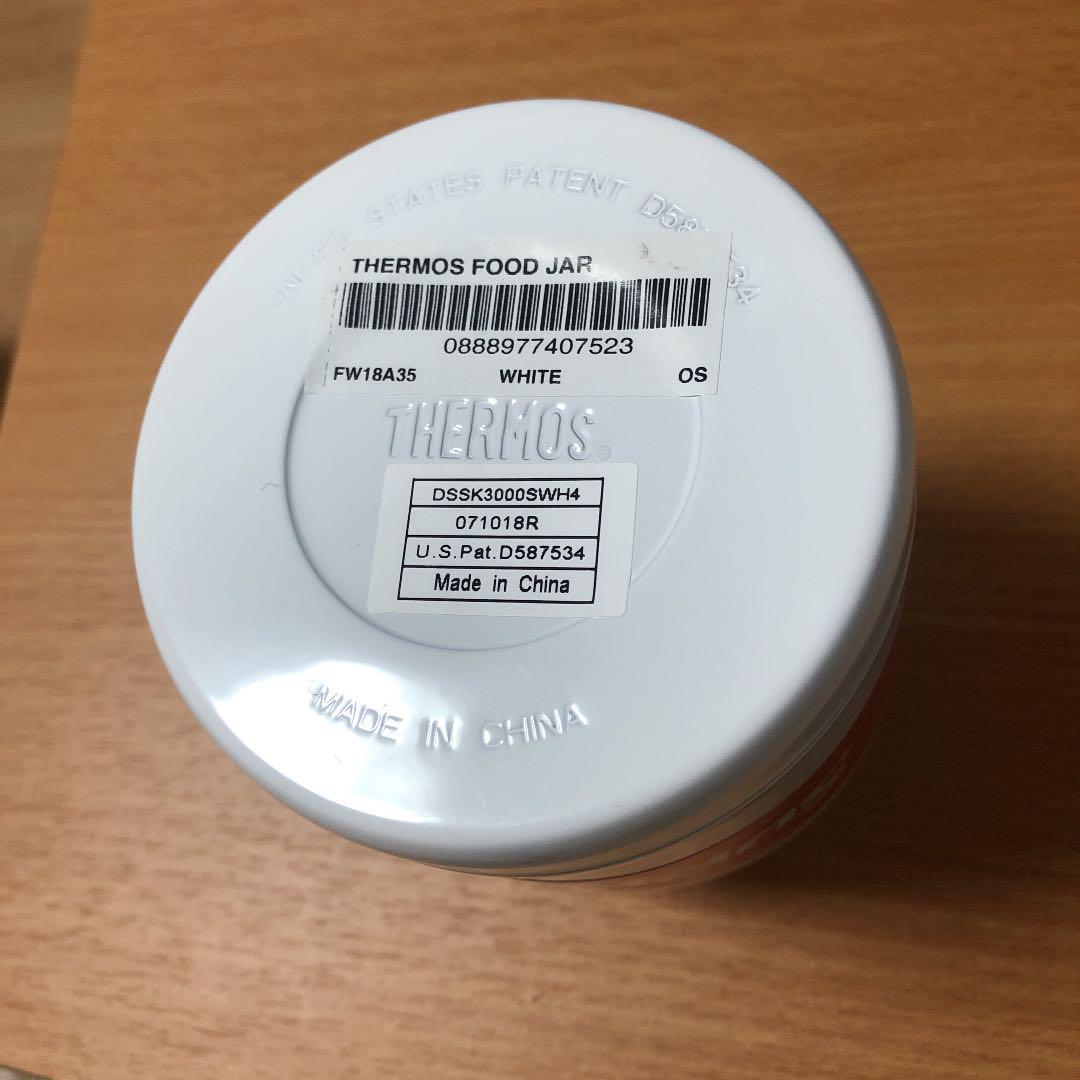 UNITED STATES PATENT D587534
THERMOS FOOD JAR
0888977407523
FW18A35 WHITE OS
THERMOS®
DSSK3000SWH4
071018R
U.S.Pat.D587534
Made in China
MADE IN CHINA